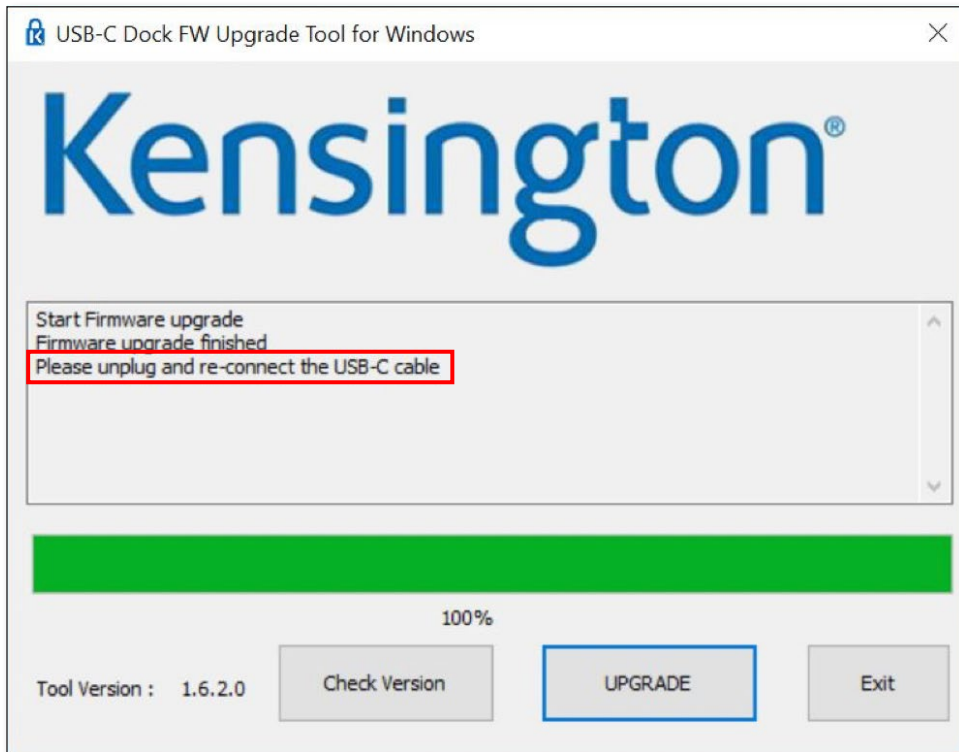 USB-C Dock FW Upgrade Tool for Windows
Kensington®
Start Firmware upgrade
Firmware upgrade finished
Please unplug and re-connect the USB-C cable
100%
Tool Version : 1.6.2.0
Check Version
UPGRADE
Exit